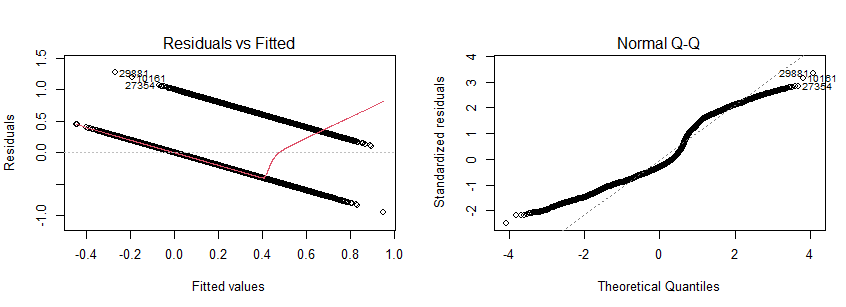 Residuals vs Fitted
Residuals
1.5
1.0
0.5
0.0
-1.0
29881
10161
27354
-0.4 -0.2 0.0 0.2 0.4 0.6 0.8 1.0
Fitted values
Normal Q-Q
Standardized residuals
4
3
2
1
0
-1
-2
29881
10161
27354
-4 -2 0 2 4
Theoretical Quantiles